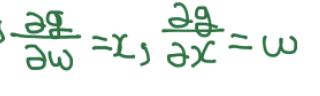 ∂g/∂w = x, ∂g/∂x = w